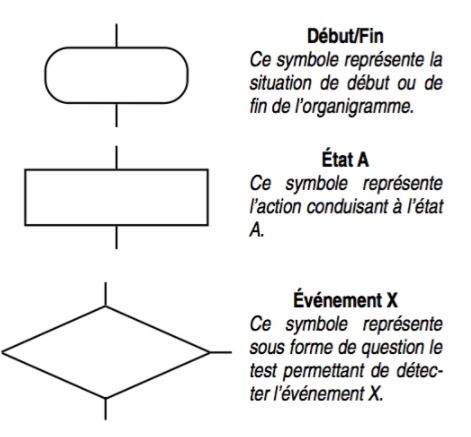 Début/Fin
Ce symbole représente la
situation de début ou de
fin de l'organigramme.
État A
Ce symbole représente
l'action conduisant à l'état
A.
Événement X
Ce symbole représente
sous forme de question le
test permettant de détec-
ter l'événement X.